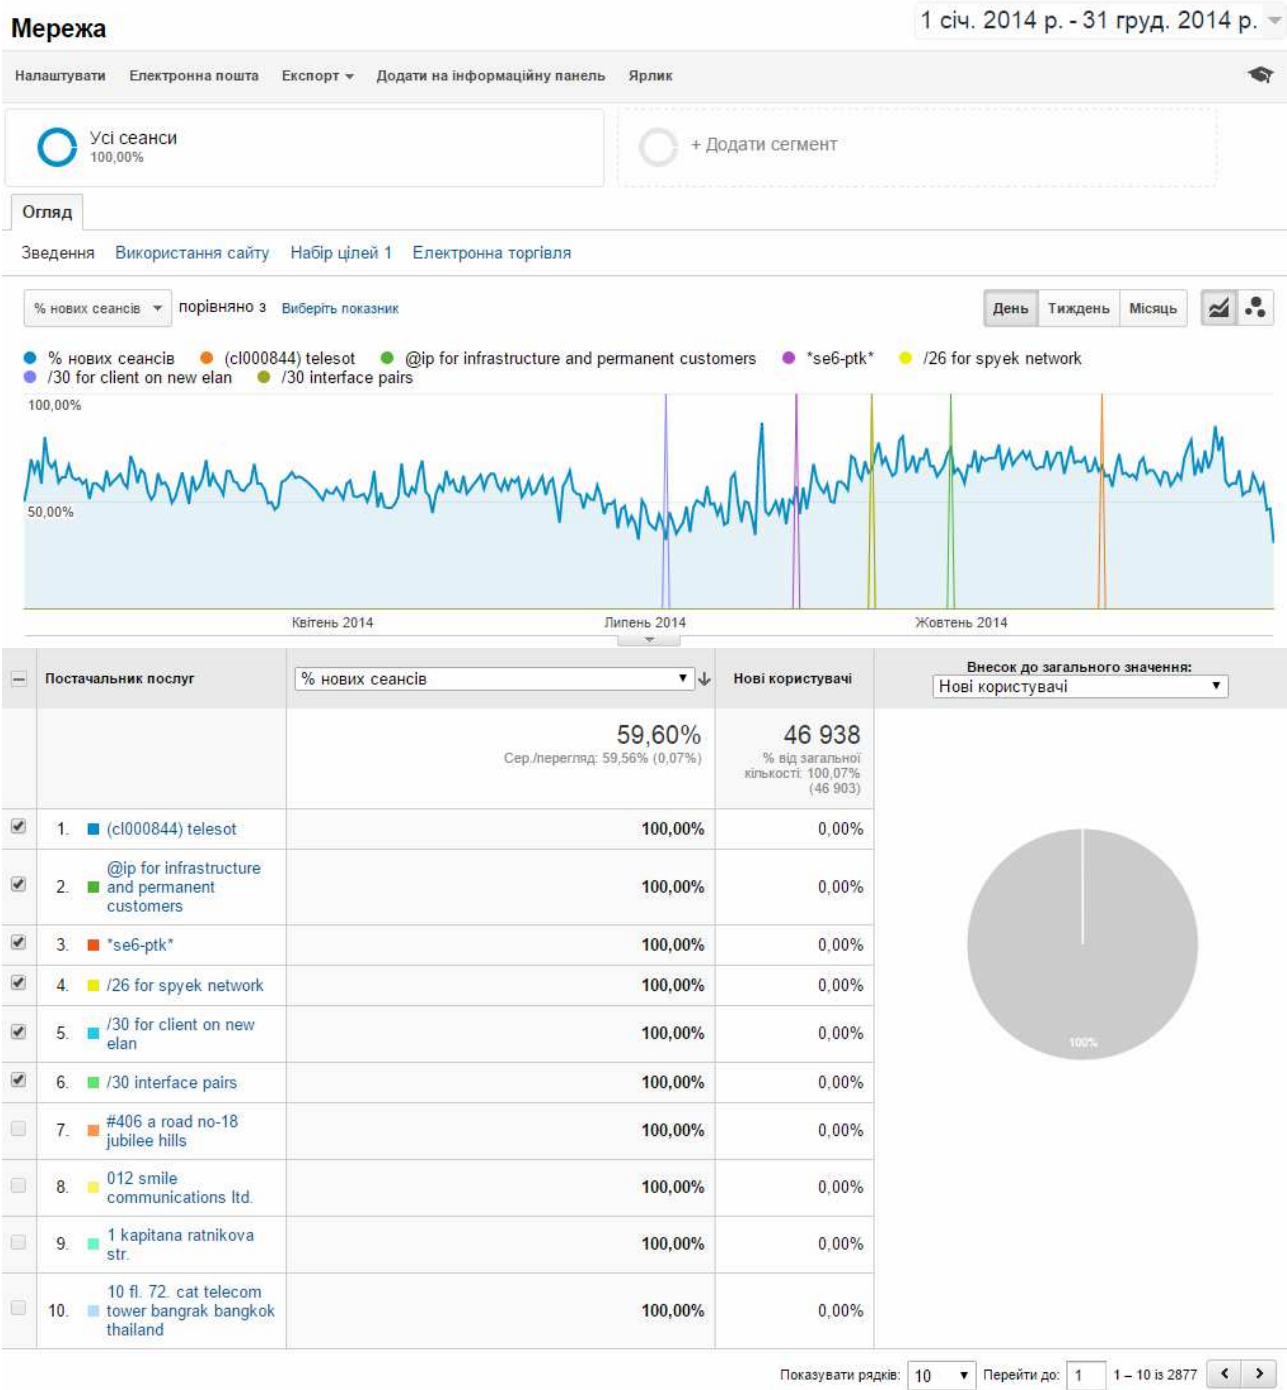 Мережа
1 січ. 2014 р. - 31 груд. 2014 р.
Налаштувати Електронна пошта Експорт Додати на інформаційну панель Ярлик
Усі сеанси
100,00%
+ Додати сегмент
Огляд
Зведення Використання сайту Набір цілей 1 Електронна торгівля
% нових сеансів порівняно з Виберіть показник
День Тиждень Місяць
% нових сеансів (cl000844) telesot @ip for infrastructure and permanent customers *se6-ptk* /26 for spyek network
/30 for client on new elan /30 interface pairs
100,00%
50,00%
Квітень 2014 Липень 2014 Жовтень 2014
Постачальник послуг
% нових сеансів
Нові користувачі
Внесок до загального значення:
Нові користувачі
59,60%
Сер./перегляд: 59,56% (0,07%)
46 938
% від загальної
кількості: 100,07%
(46 903)
1. (cl000844) telesot 100,00% 0,00%
@ip for infrastructure
2. and permanent 100,00% 0,00%
customers
3. *se6-ptk* 100,00% 0,00%
4. /26 for spyek network 100,00% 0,00%
/30 for client on new
5. elan 100,00% 0,00%
6. /30 interface pairs 100,00% 0,00%
#406 a road no-18
7. jubilee hills 100,00% 0,00%
012 smile
8. communications ltd. 100,00% 0,00%
1 kapitana ratnikova
9. str. 100,00% 0,00%
10 fl. 72. cat telecom
10. tower bangrak bangkok 100,00% 0,00%
thailand
100%
Показувати рядків: 10 Перейти до: 1 1 – 10 із 2877